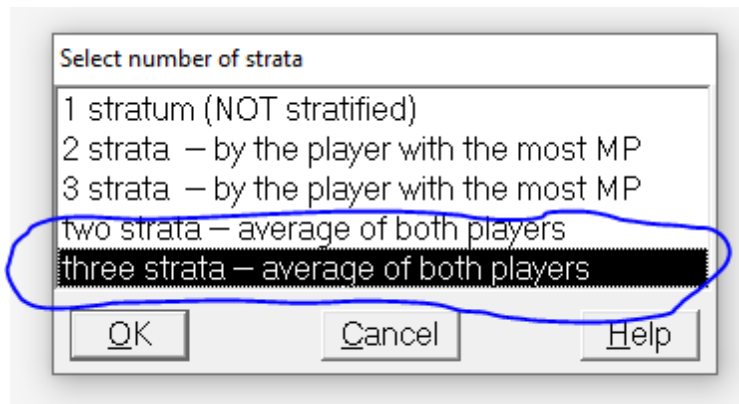 Select number of strata
1 stratum (NOT stratified)
2 strata – by the player with the most MP
3 strata – by the player with the most MP
two strata – average of both players
three strata – average of both players
OK Cancel Help